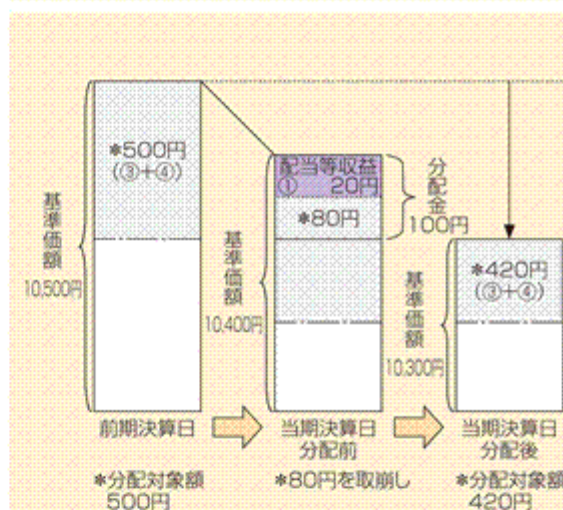 *500円
(③+④)
基準価額
10,500円
前期決算日
*分配対象額
500円
配当等収益
① 20円
*80円
分配金
100円
基準価額
10,400円
当期決算日
分配前
*80円を取崩し
*420円
(③+④)
基準価額
10,300円
当期決算日
分配後
*分配対象額
420円